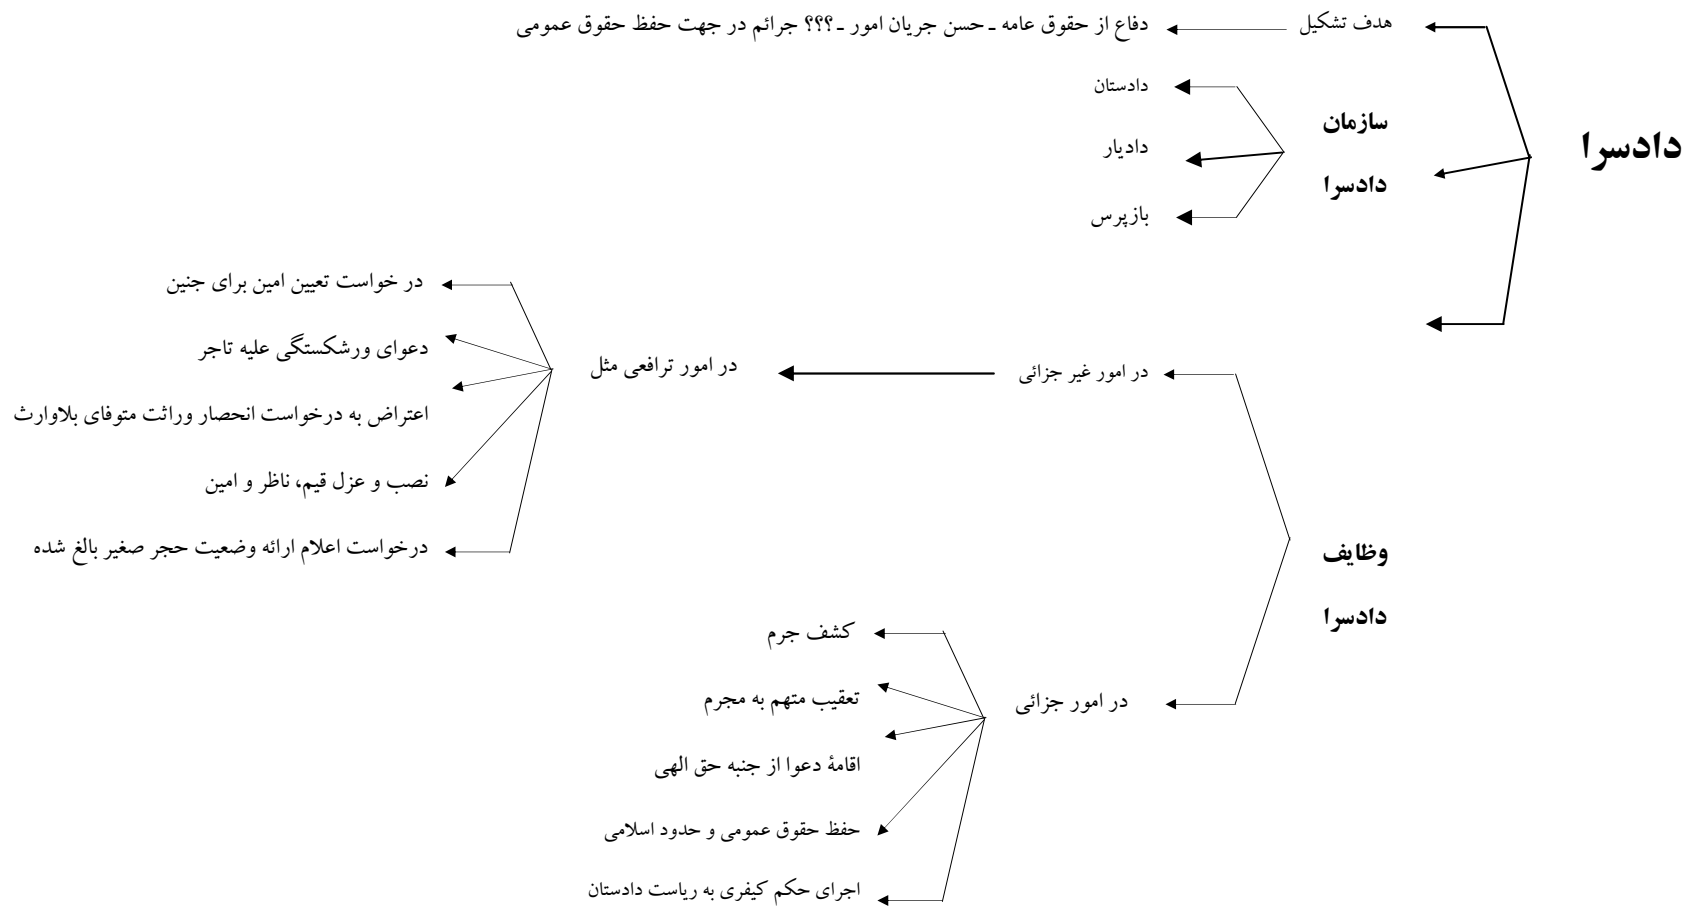 دادسرا
هدف تشکیل
دفاع از حقوق عامه ـ حسن جریان امور ـ ؟؟؟ جرائم در جهت حفظ حقوق عمومی
سازمان
دادسرا
دادستان
دادیار
بازپرس
وظایف
دادسرا
در امور غیر جزائی
در امور ترافعی مثل
در خواست تعیین امین برای جنین
دعوای ورشکستگی علیه تاجر
اعتراض به درخواست انحصار وراثت متوفای بلاوارث
نصب و عزل قیم، ناظر و امین
درخواست اعلام ارائه وضعیت حجر صغیر بالغ شده
در امور جزائی
کشف جرم
تعقیب متهم به مجرم
اقامۀ دعوا از جنبه حق الهی
حفظ حقوق عمومی و حدود اسلامی
اجرای حکم کیفری به ریاست دادستان